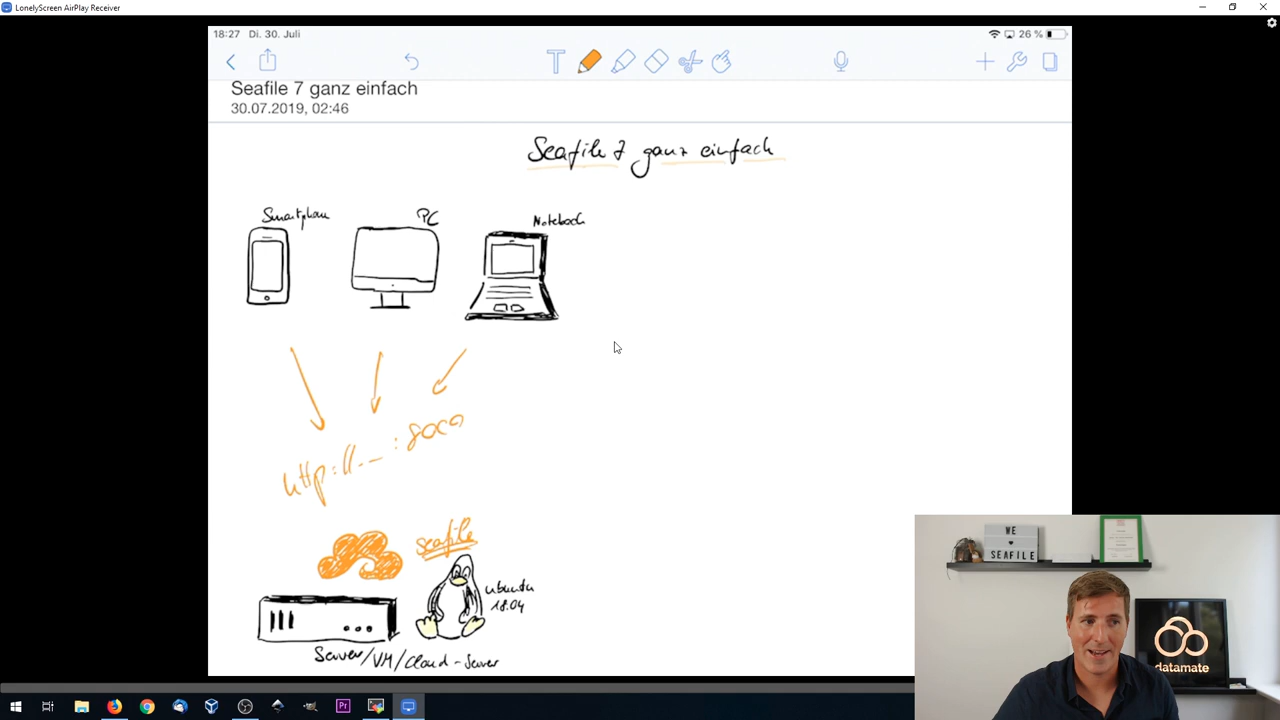 LonelyScreen AirPlay Receiver
18:27 Di. 30. Juli
26 %
T
Seafile 7 ganz einfach
30.07.2019, 02:46
Seafile 7 ganz einfach
Smartphone
PC
Notebook
http://... :8000
seafile
ubuntu
18.04
Server/VM/Cloud-Server
WE
♥
SEAFILE
datamate
Pr